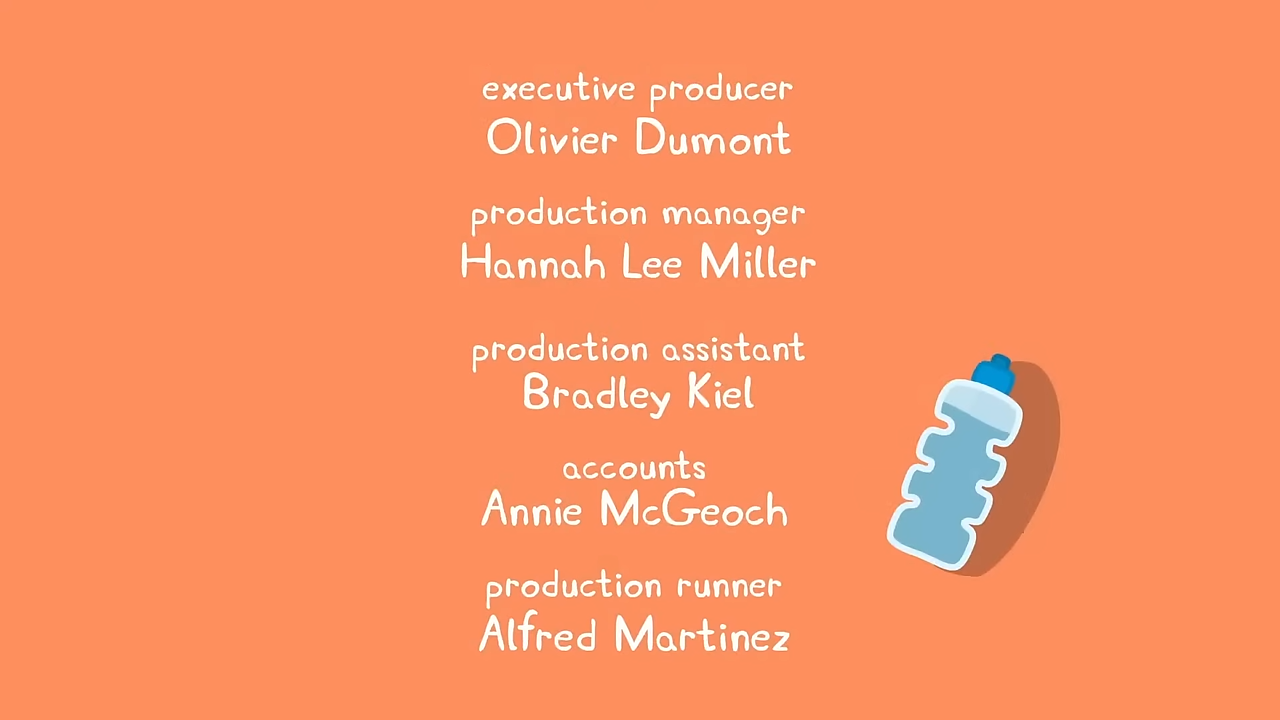 executive producer
Olivier Dumont
production manager
Hannah Lee Miller
production assistant
Bradley Kiel
accounts
Annie McGeoch
production runner
Alfred Martinez